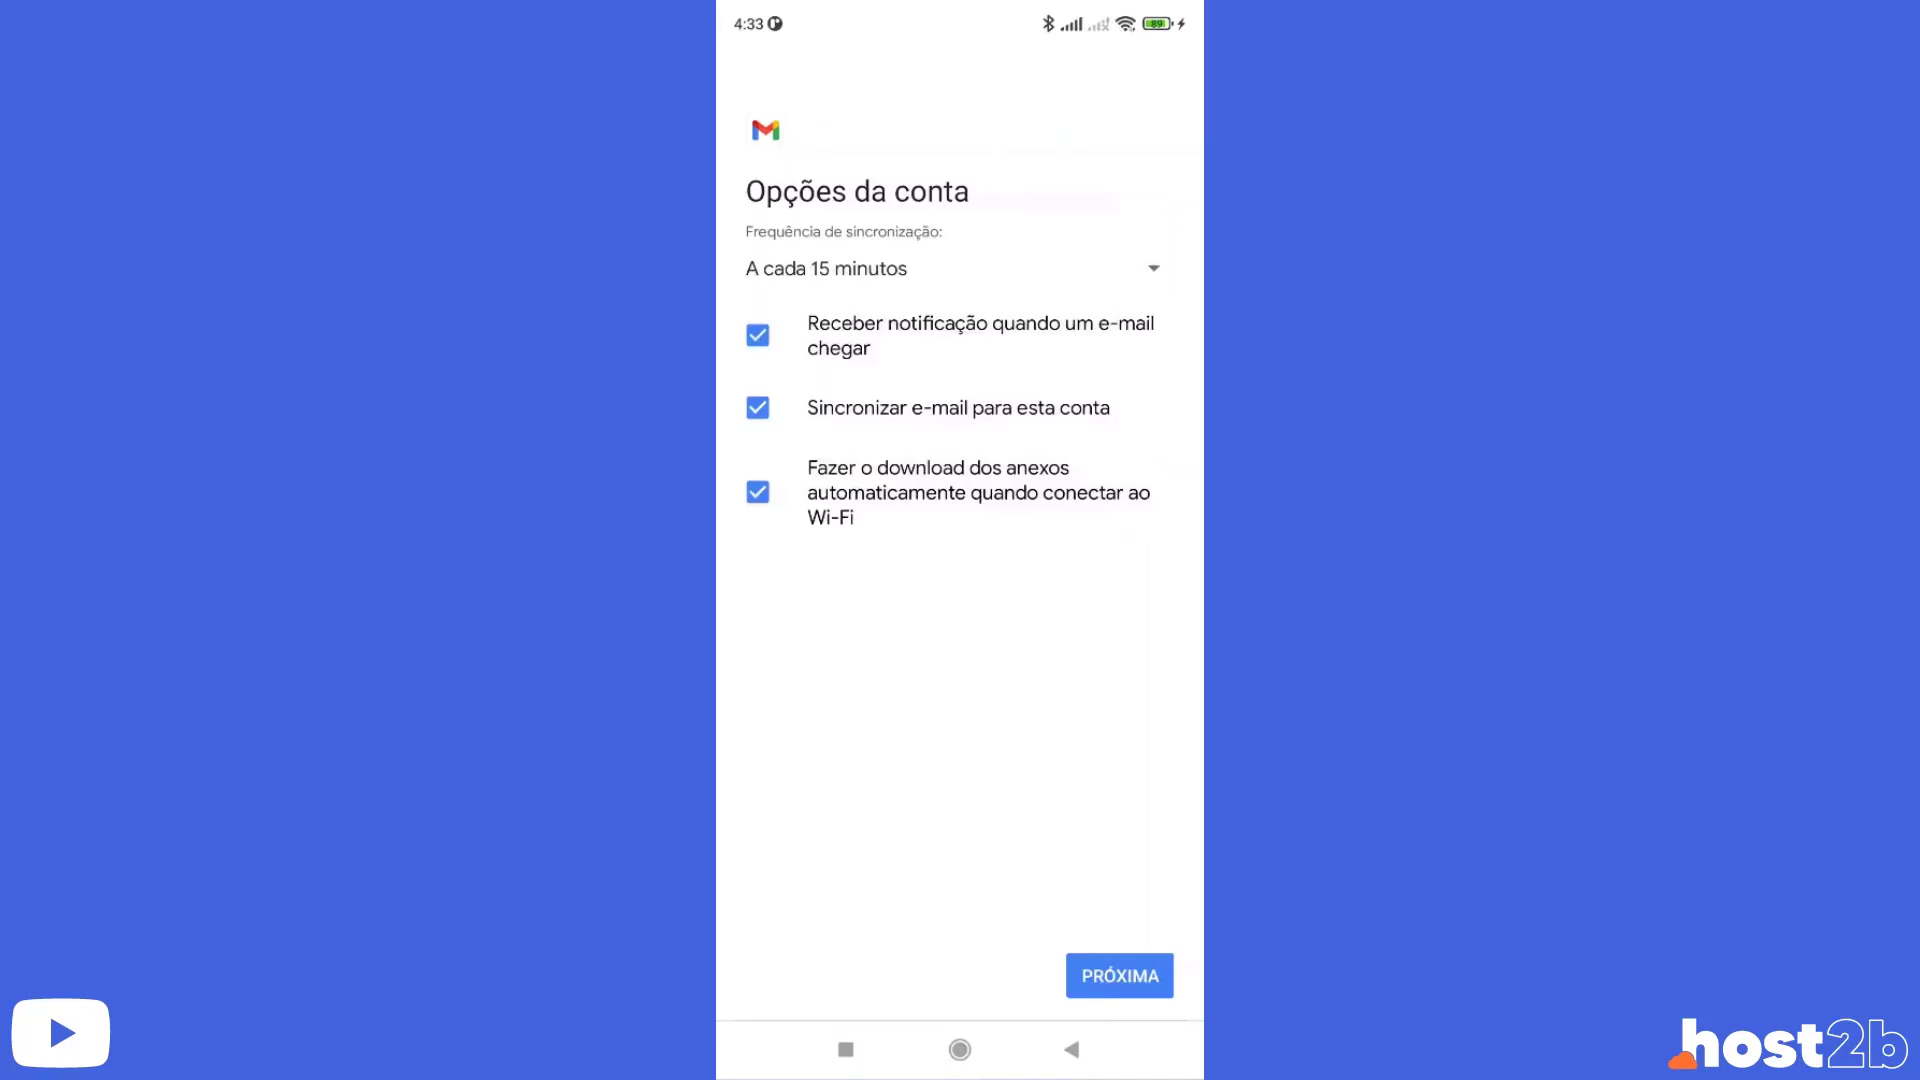 4:33
89
Opções da conta
Frequência de sincronização:
A cada 15 minutos
Receber notificação quando um e-mail
chegar
Sincronizar e-mail para esta conta
Fazer o download dos anexos
automaticamente quando conectar ao
Wi-Fi
PRÓXIMA
host2b